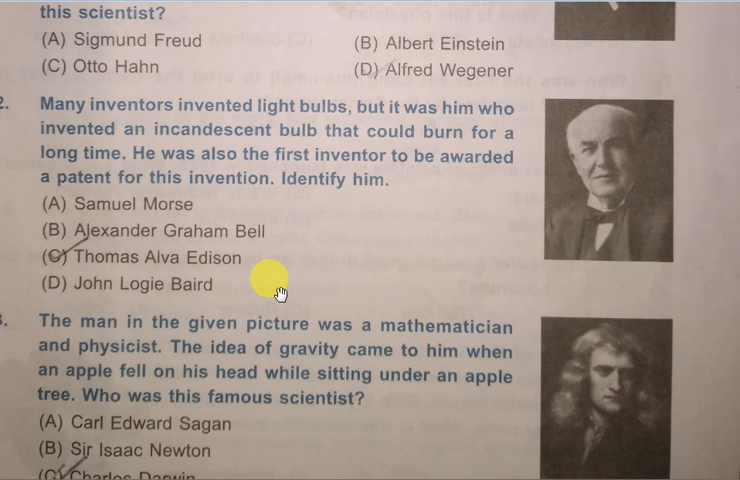 this scientist?
(A) Sigmund Freud (B) Albert Einstein
(C) Otto Hahn (D) Alfred Wegener
2. Many inventors invented light bulbs, but it was him who
invented an incandescent bulb that could burn for a
long time. He was also the first inventor to be awarded
a patent for this invention. Identify him.
(A) Samuel Morse
(B) Alexander Graham Bell
(C) Thomas Alva Edison
(D) John Logie Baird
3. The man in the given picture was a mathematician
and physicist. The idea of gravity came to him when
an apple fell on his head while sitting under an apple
tree. Who was this famous scientist?
(A) Carl Edward Sagan
(B) Sir Isaac Newton
(C) Charles Darwin